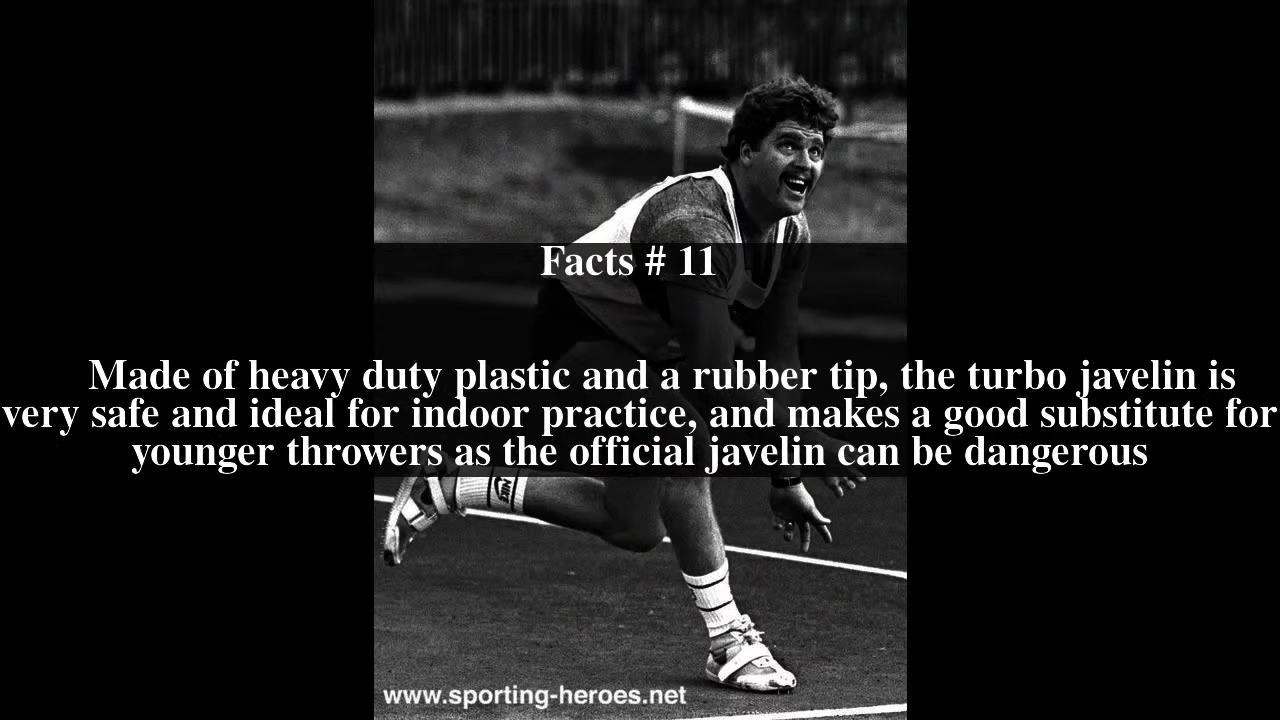 Facts # 11
Made of heavy duty plastic and a rubber tip, the turbo javelin is
very safe and ideal for indoor practice, and makes a good substitute for
younger throwers as the official javelin can be dangerous
NIKE
www.sporting-heroes.net